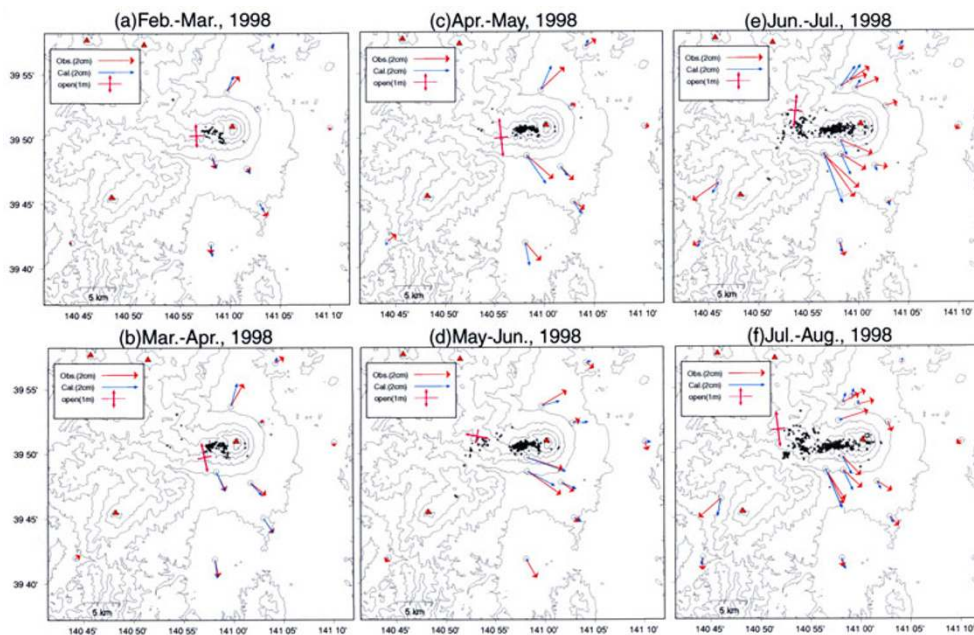 (a)Feb.-Mar., 1998
Obs.(2cm)
Cal.(2cm)
open(1m)
39 55'
39 50'
39 45'
39 40'
5 km
140 45' 140 50' 140 55' 141 00' 141 05' 141 10'
(c)Apr.-May, 1998
Obs.(2cm)
Cal.(2cm)
open(1m)
5 km
140 45' 140 50' 140 55' 141 00' 141 05' 141 10'
(e)Jun.-Jul., 1998
Obs.(2cm)
Cal.(2cm)
open(1m)
5 km
140 45' 140 50' 140 55' 141 00' 141 05' 141 10'
(b)Mar.-Apr., 1998
Obs.(2cm)
Cal.(2cm)
open(1m)
39 55'
39 50'
39 45'
39 40'
5 km
140 45' 140 50' 140 55' 141 00' 141 05' 141 10'
(d)May-Jun., 1998
Obs.(2cm)
Cal.(2cm)
open(1m)
5 km
140 45' 140 50' 140 55' 141 00' 141 05' 141 10'
(f)Jul.-Aug., 1998
Obs.(2cm)
Cal.(2cm)
open(1m)
5 km
140 45' 140 50' 140 55' 141 00' 141 05' 141 10'